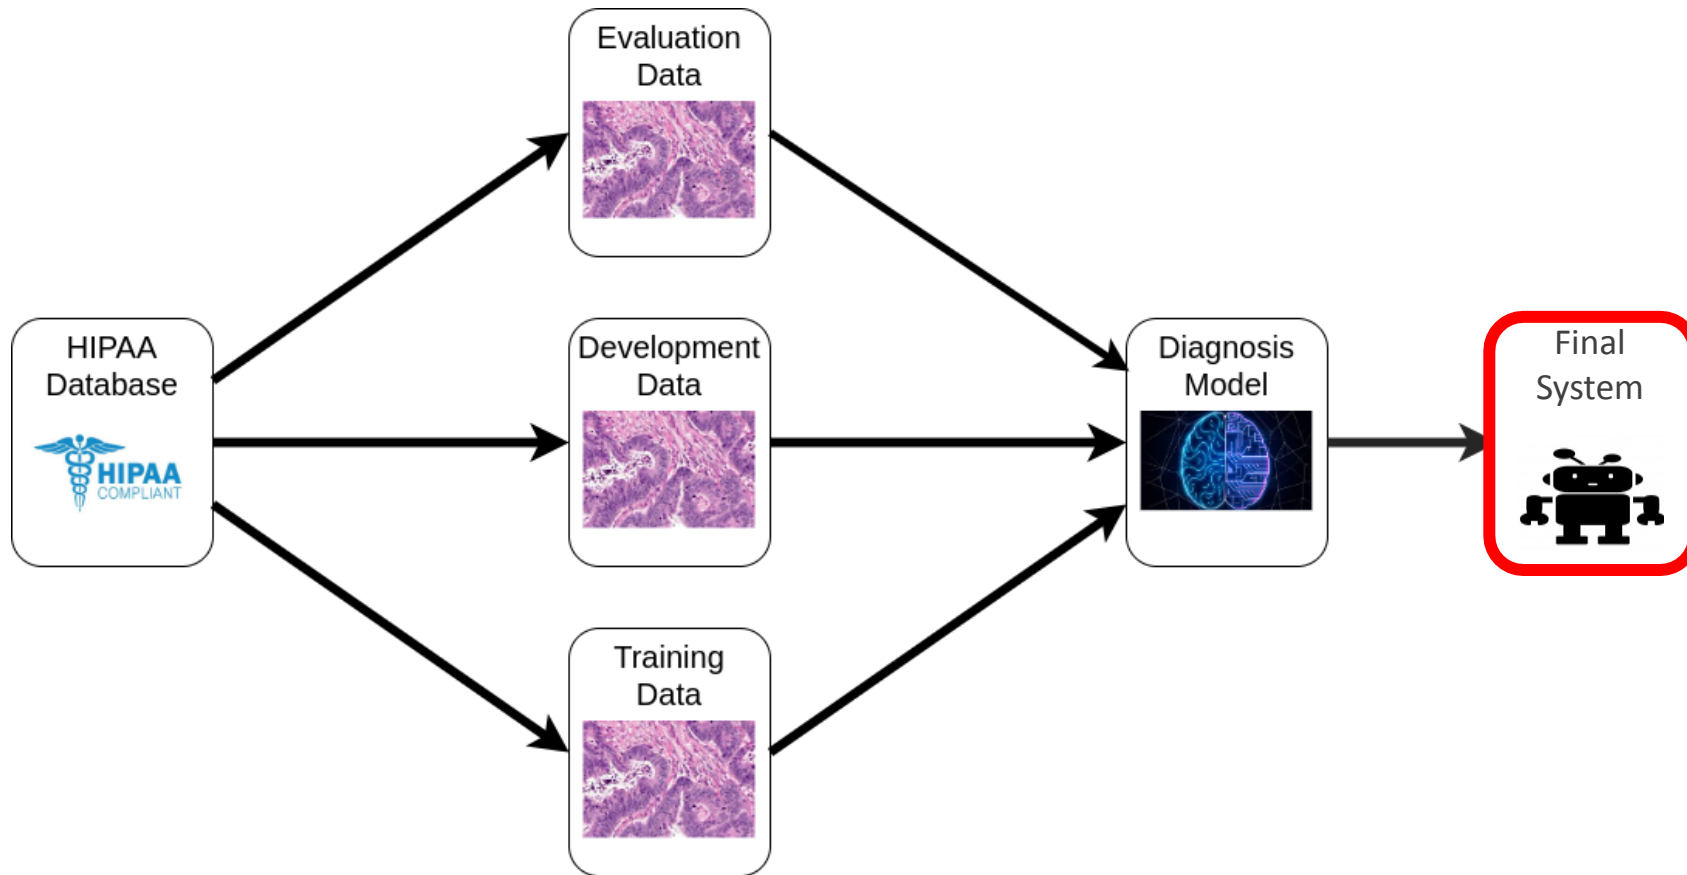 Evaluation
Data
HIPAA
Database
HIPAA
COMPLIANT
Development
Data
Diagnosis
Model
Final
System
Training
Data